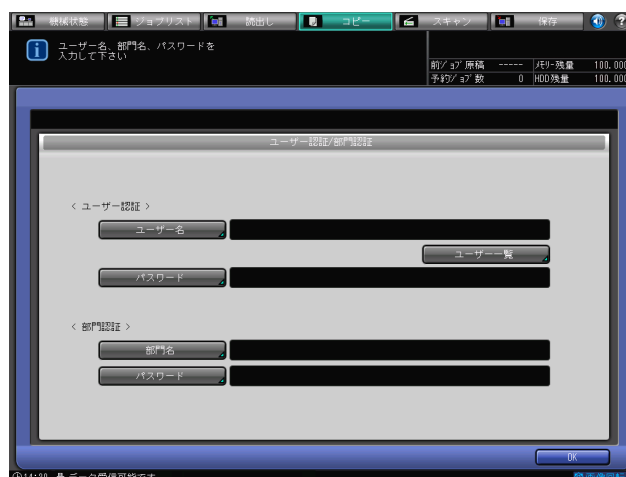 機械状態 ジョブリスト 読出し コピー スキャン 保存
ユーザー名、部門名、パスワードを
入力して下さい
前ジョブ原稿 ----- メモリー残量 100.000
予約ジョブ数 0 HDD残量 100.000
ユーザー認証/部門認証
< ユーザー認証 >
ユーザー名
ユーザー一覧
パスワード
< 部門認証 >
部門名
パスワード
OK
データ受信可能です